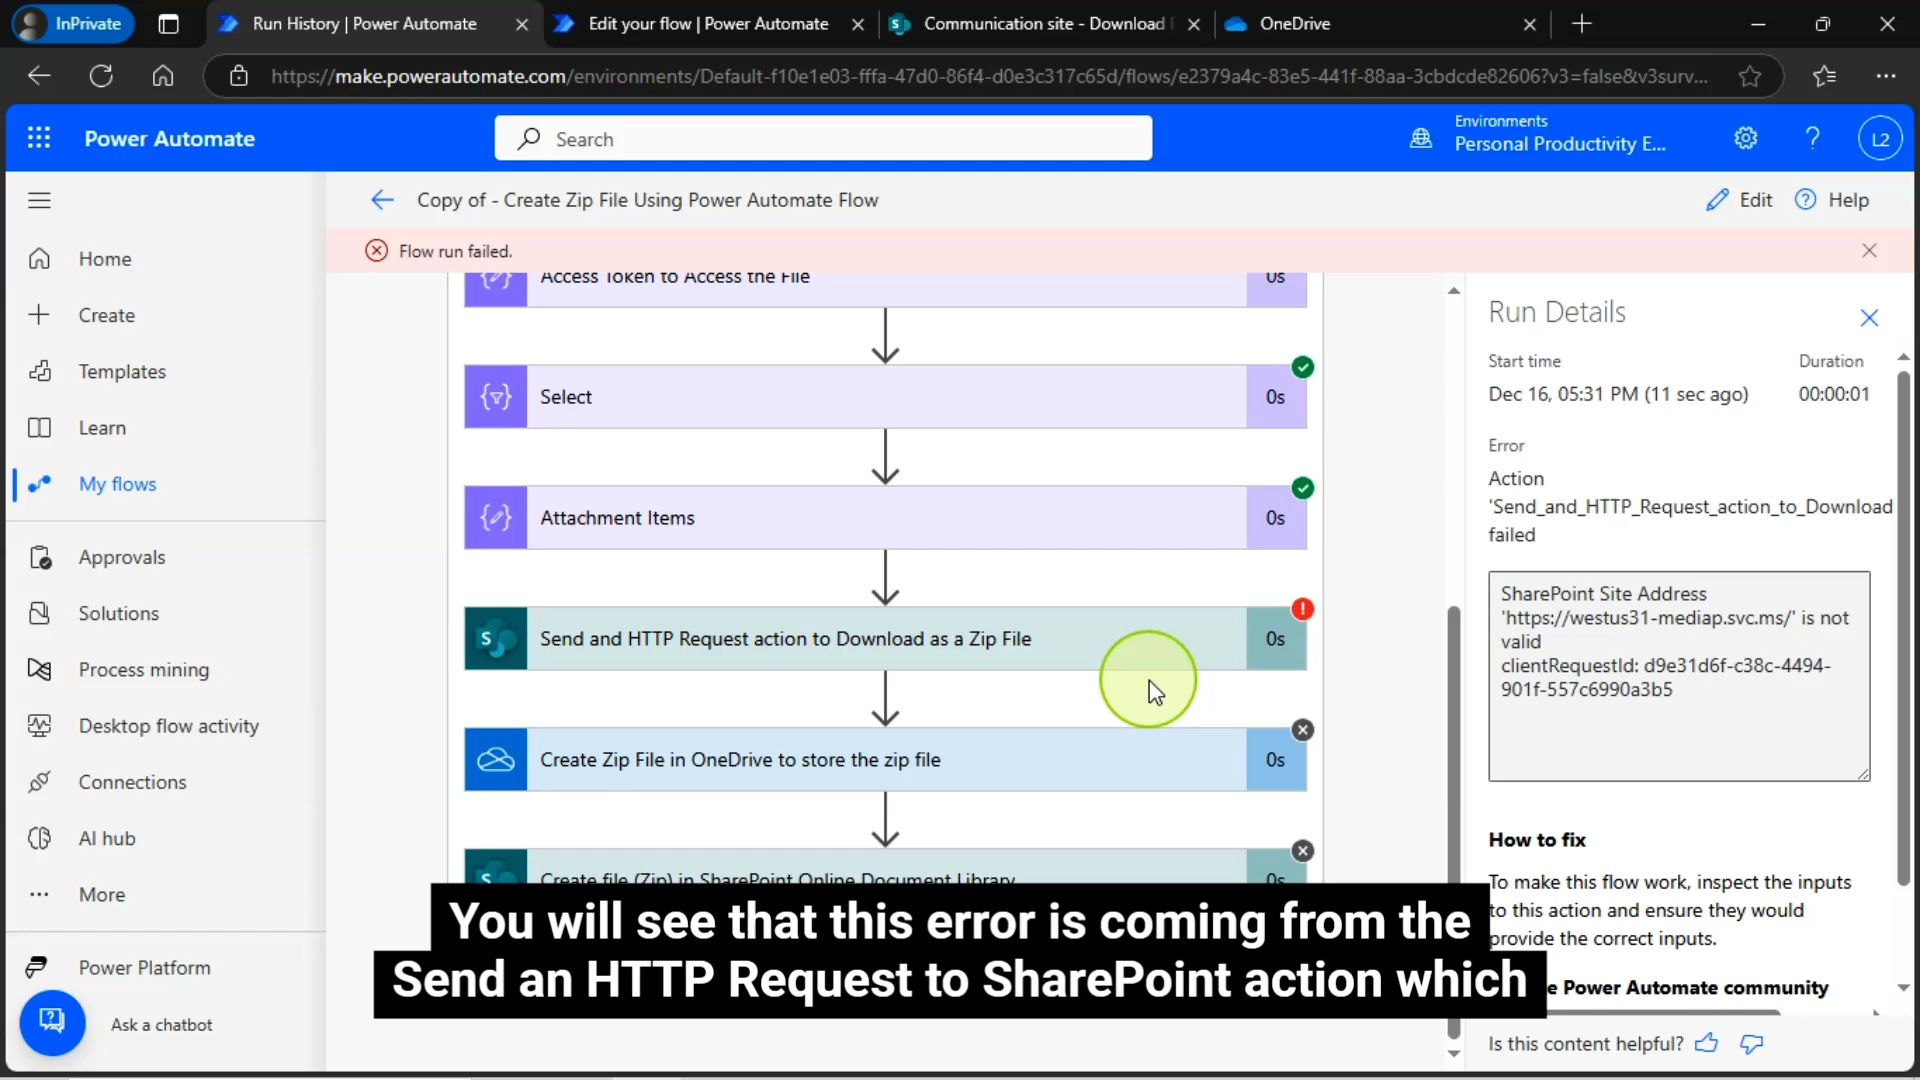 InPrivate
Run History | Power Automate
Edit your flow | Power Automate
Communication site - Download
OneDrive
https://make.powerautomate.com/environments/Default-f10e1e03-fffa-47d0-86f4-d0e3c317c65d/flows/e2379a4c-83e5-441f-88aa-3cbdcde82606?v3=false&v3surv...
Power Automate
Search
Environments
Personal Productivity E...
L2
Copy of - Create Zip File Using Power Automate Flow
Edit
Help
Flow run failed.
Home
Create
Templates
Learn
My flows
Approvals
Solutions
Process mining
Desktop flow activity
Connections
AI hub
More
Power Platform
Ask a chatbot
Access Token to Access the File
0s
Select
0s
Attachment Items
0s
Send and HTTP Request action to Download as a Zip File
0s
Create Zip File in OneDrive to store the zip file
0s
Create file (Zip) in SharePoint Online Document Library
0s
Run Details
Start time
Duration
Dec 16, 05:31 PM (11 sec ago)
00:00:01
Error
Action
'Send_and_HTTP_Request_action_to_Download
failed
SharePoint Site Address
'https://westus31-mediap.svc.ms/' is not
valid
clientRequestId: d9e31d6f-c38c-4494-
901f-557c6990a3b5
How to fix
To make this flow work, inspect the inputs
to this action and ensure they would
provide the correct inputs.
e Power Automate community
Is this content helpful?
You will see that this error is coming from the
Send an HTTP Request to SharePoint action which